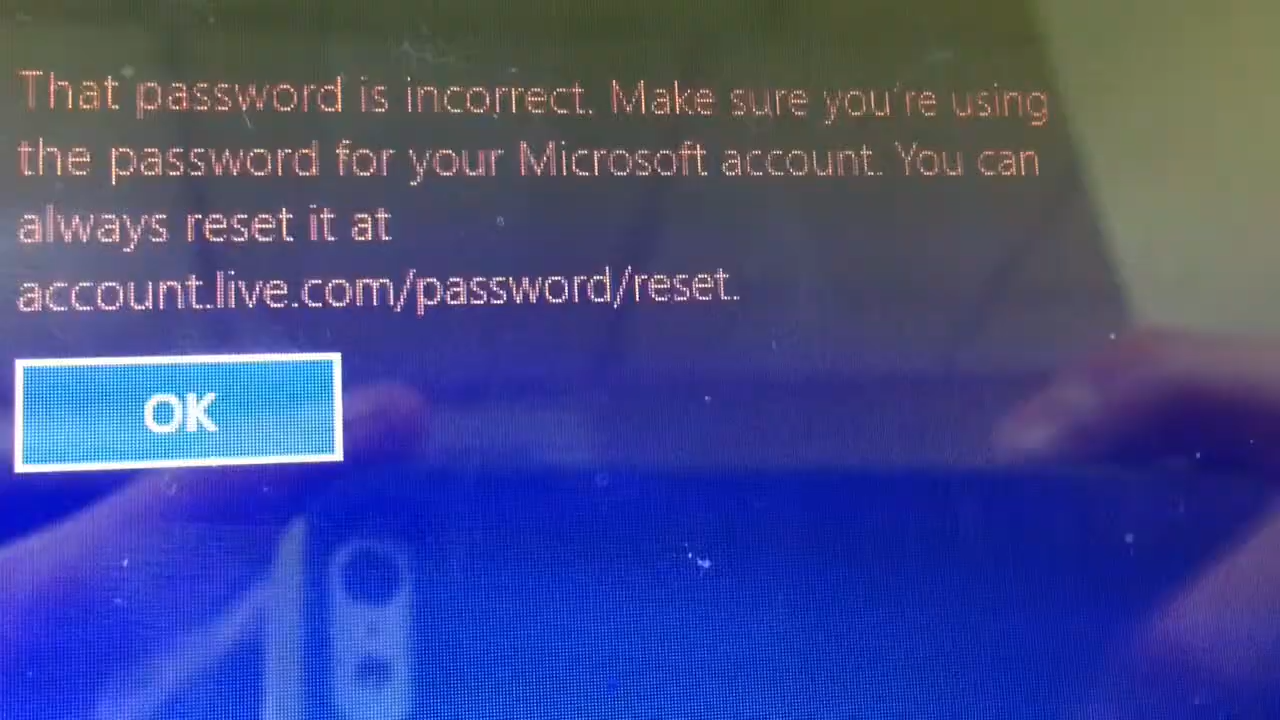 That password is incorrect. Make sure you're using
the password for your Microsoft account. You can
always reset it at
account.live.com/password/reset.
OK